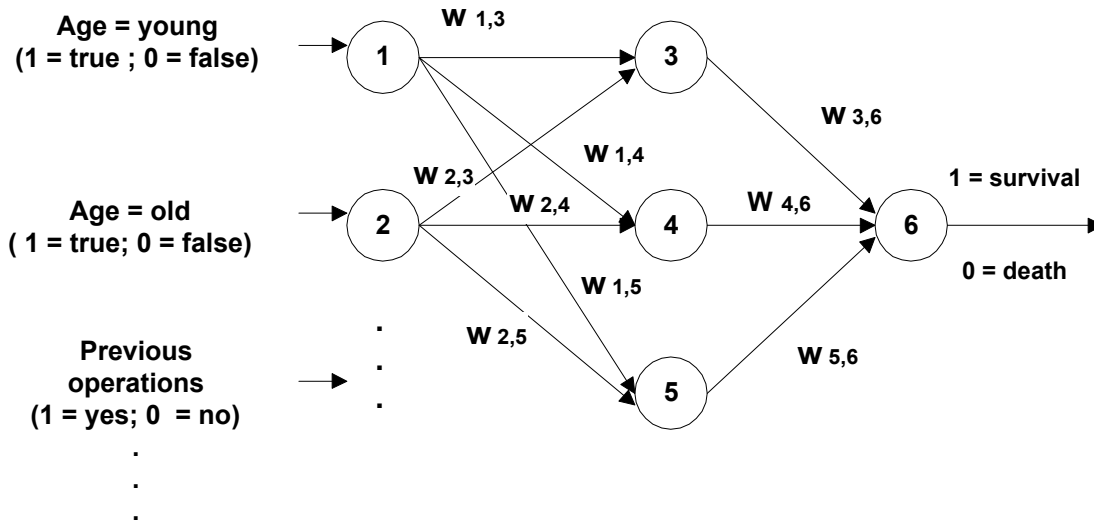 Age = young
(1 = true ; 0 = false)
1
W 1,3
3
W 3,6
W 1,4
W 2,3
1 = survival
Age = old
( 1 = true; 0 = false)
2
W 2,4
4
W 4,6
6
0 = death
W 1,5
W 2,5
W 5,6
Previous
operations
(1 = yes; 0 = no)
5